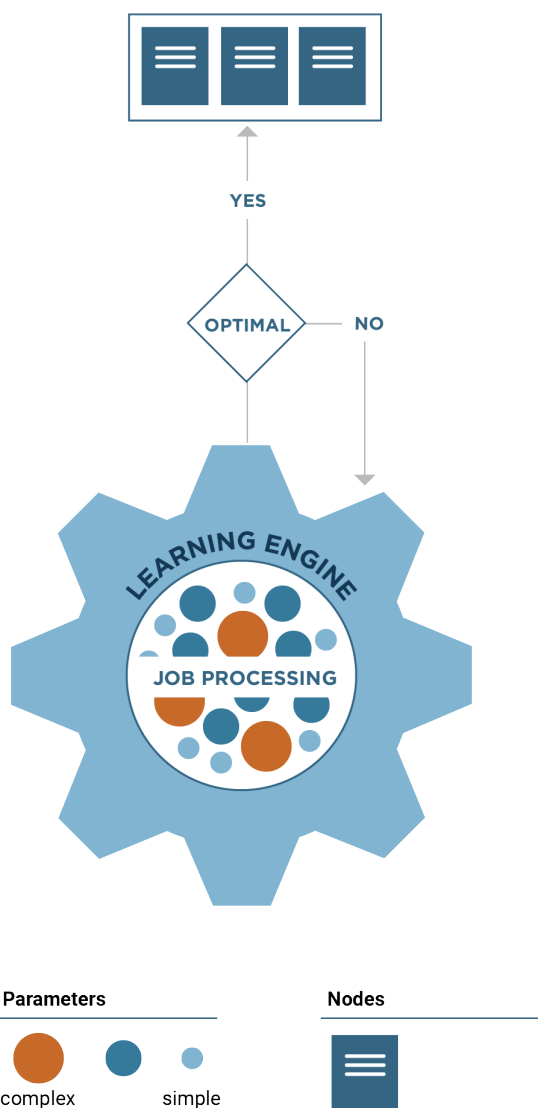 YES
OPTIMAL
NO
LEARNING ENGINE
JOB PROCESSING
Parameters
Nodes
complex
simple